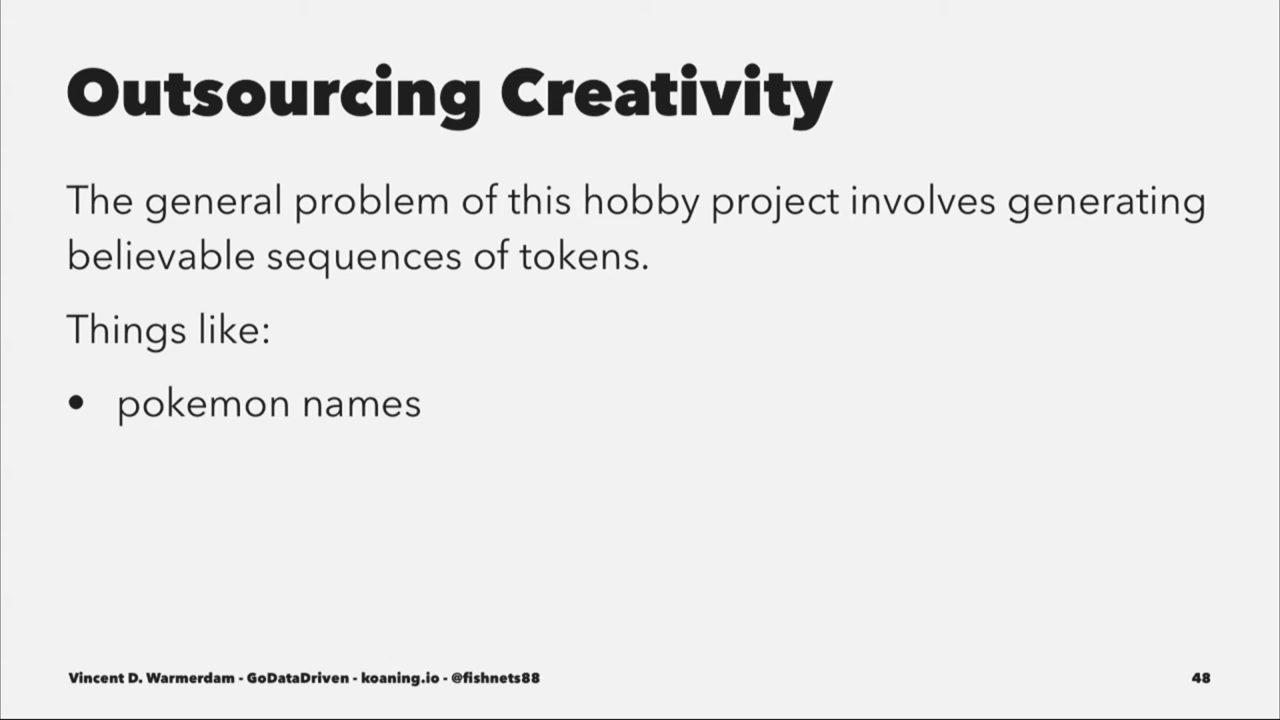 Outsourcing Creativity
The general problem of this hobby project involves generating
believable sequences of tokens.
Things like:
• pokemon names
Vincent D. Warmerdam - GoDataDriven - koaning.io - @fishnets88
48